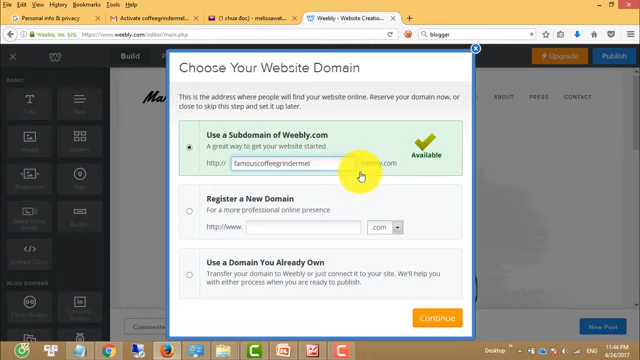 File Edit View History Bookmarks Tools Help
Personal info & privacy
Activate coffeegrindermel...
(1 chưa đọc) - melissawat...
Weebly - Website Creatio...
Weebly, Inc. (US)
https://www.weebly.com/editor/main.php
blogger
Build
Upgrade
Publish
Choose Your Website Domain
This is the address where people will find your website online. Reserve your domain now, or
close to skip this step and set it up later.
Use a Subdomain of Weebly.com
A great way to get your website started
http:// famouscoffeegrindermel .weebly.com
Available
Register a New Domain
For a more professional online presence
http://www. .com
Use a Domain You Already Own
Transfer your domain to Weebly or just connect it to your site. We'll help you
with either process when you are ready to publish.
Continue
BASIC
Title
Text
Image
Gallery
Map
Button
Embed Code
BLOG SIDEBAR
ABOUT PRESS CONTACT
Comments
New Post
Desktop
11:44 PM
4/24/2017